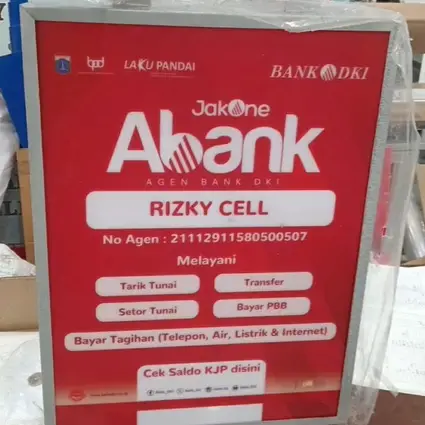 bpd LAKU PANDAI BANK DKI
JakOne
Abank
AGEN BANK DKI
RIZKY CELL
No Agen : 21112911580500507
Melayani
Tarik Tunai Transfer
Setor Tunai Bayar PBB
Bayar Tagihan (Telepon, Air, Listrik & Internet)
Cek Saldo KJP disini